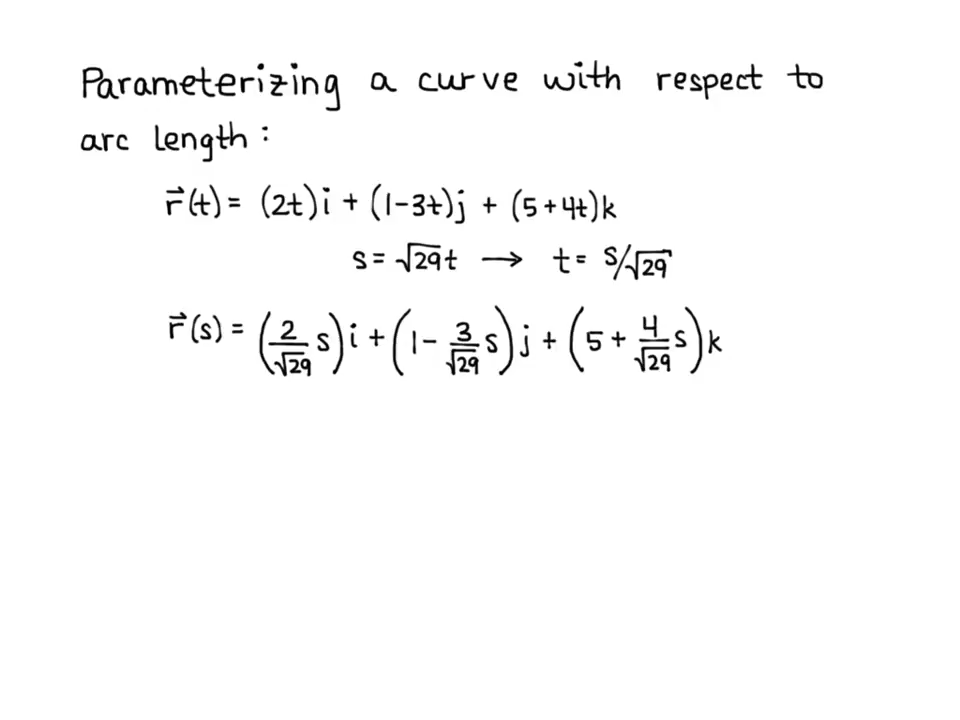 Parameterizing a curve with respect to
arc length:
r⃗(t) = (2t)i + (1-3t)j + (5+4t)k
s = √29 t → t = s/√29
r⃗(s) = (2/√29 s)i + (1 - 3/√29 s)j + (5 + 4/√29 s)k